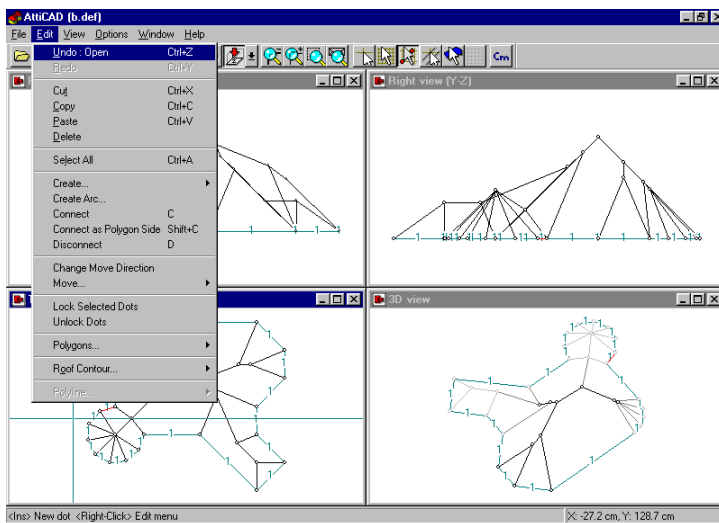 AttiCAD (b.def)
File Edit View Options Window Help
Undo : Open Ctrl+Z
Redo Ctrl+Y
Cut Ctrl+X
Copy Ctrl+C
Paste Ctrl+V
Delete
Select All Ctrl+A
Create...
Create Arc...
Connect C
Connect as Polygon Side Shift+C
Disconnect D
Change Move Direction
Move...
Lock Selected Dots
Unlock Dots
Polygons...
Roof Contour...
Polyline...
Cm
Right view (Y-Z)
3D view
<Ins> New dot <Right-Click> Edit menu
X: -27.2 cm, Y: 128.7 cm